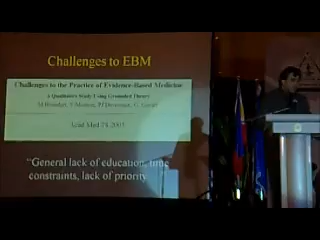 Challenges to EBM
Challenges to the Practice of Evidence-Based Medicine
a Qualitative Study Using Grounded Theory
Acad Med 2003
"General lack of education, time
constraints, lack of priority